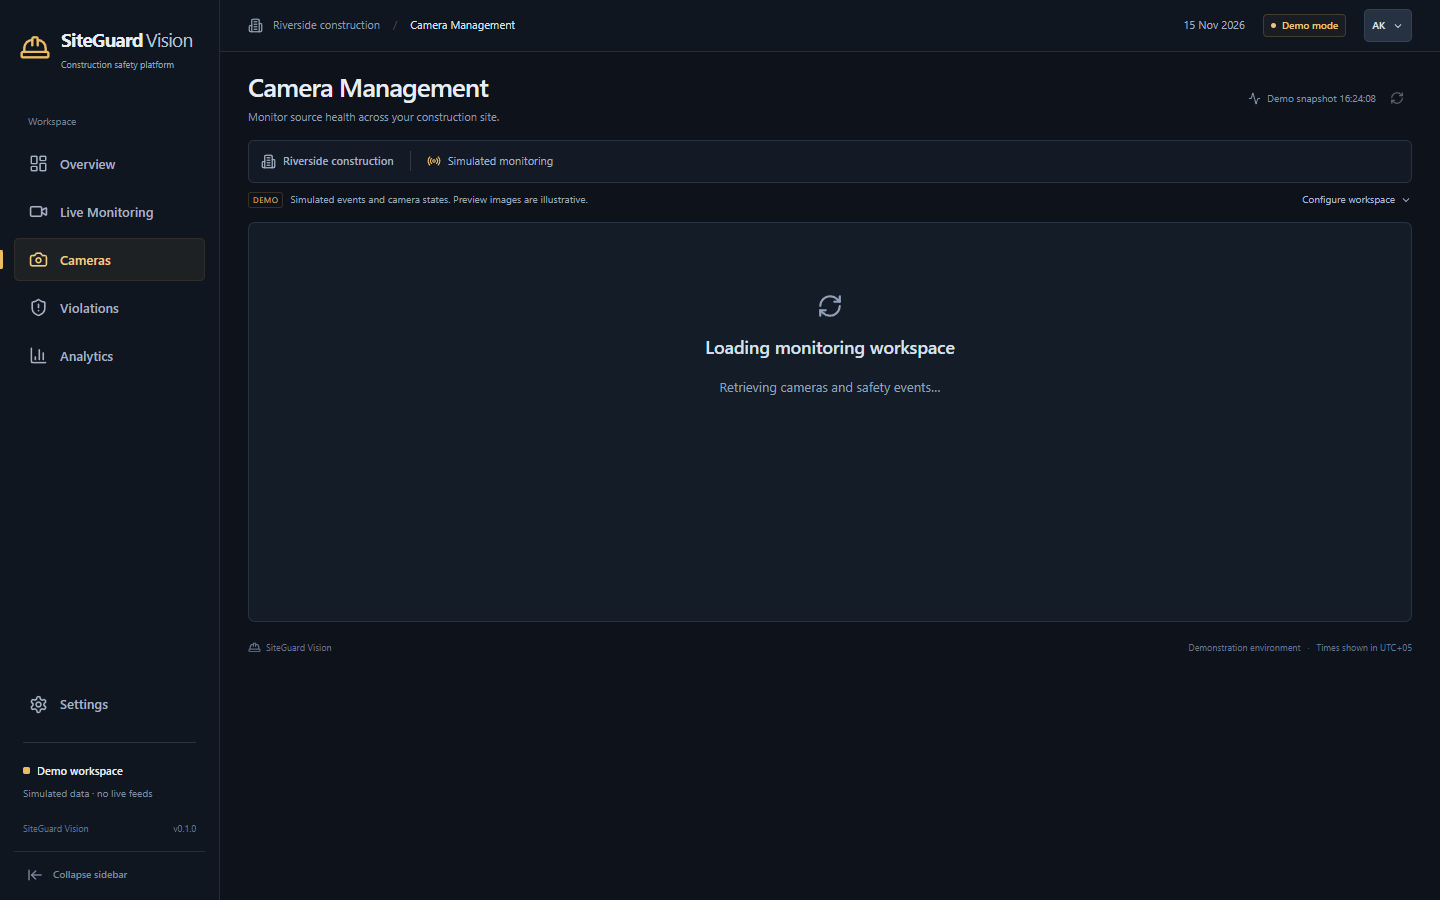 SiteGuard Vision
Construction safety platform
Workspace
Overview
Live Monitoring
Cameras
Violations
Analytics
Settings
Demo workspace
Simulated data · no live feeds
SiteGuard Vision v0.1.0
Collapse sidebar
Riverside construction / Camera Management
15 Nov 2026 Demo mode AK
Camera Management
Monitor source health across your construction site.
Demo snapshot 16:24:08
Riverside construction Simulated monitoring
DEMO Simulated events and camera states. Preview images are illustrative. Configure workspace
Loading monitoring workspace
Retrieving cameras and safety events...
SiteGuard Vision Demonstration environment · Times shown in UTC+05